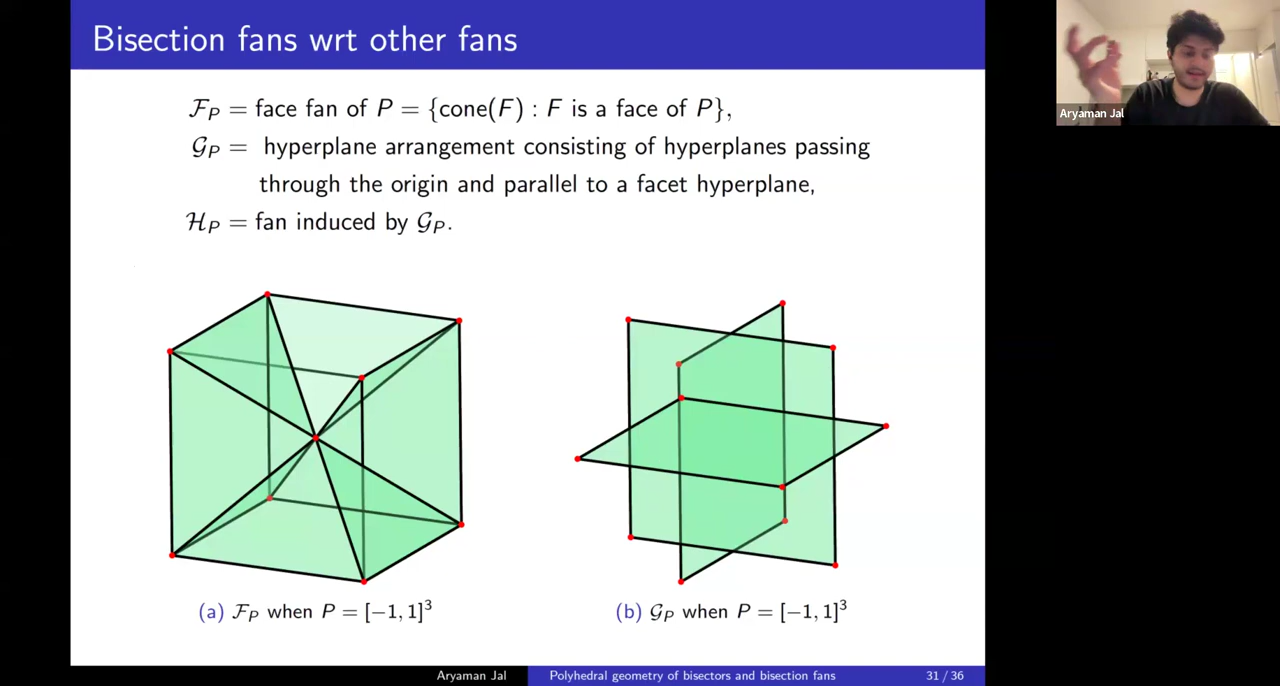 Bisection fans wrt other fans
Aryaman Jal
𝓕_P = face fan of P = {cone(F) : F is a face of P},
𝓖_P = hyperplane arrangement consisting of hyperplanes passing
through the origin and parallel to a facet hyperplane,
𝓗_P = fan induced by 𝓖_P.
(a) 𝓕_P when P = [−1, 1]³
(b) 𝓖_P when P = [−1, 1]³
Aryaman Jal
Polyhedral geometry of bisectors and bisection fans
31 / 36